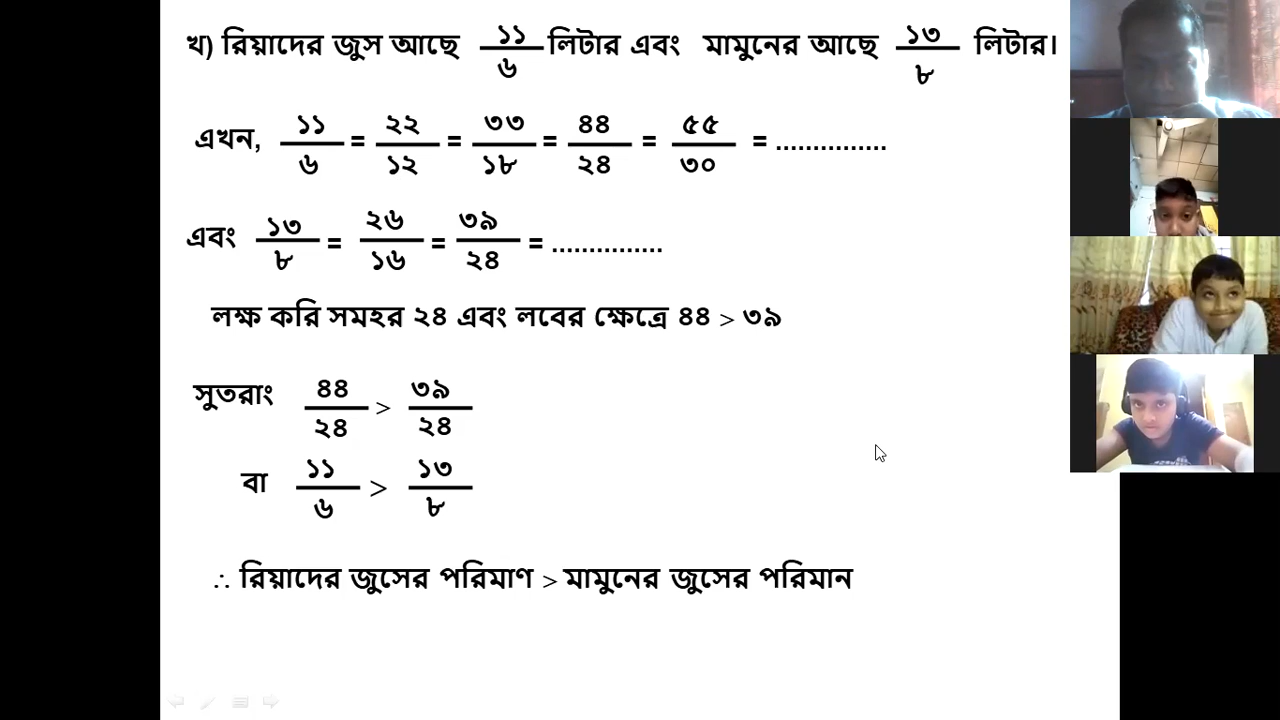 খ) রিয়াদের জুস আছে ১১/৬ লিটার এবং মামুনের আছে ১৩/৮ লিটার।
এখন, ১১/৬ = ২২/১২ = ৩৩/১৮ = ৪৪/২৪ = ৫৫/৩০ = ...............
এবং ১৩/৮ = ২৬/১৬ = ৩৯/২৪ = ...............
লক্ষ করি সমহর ২৪ এবং লবের ক্ষেত্রে ৪৪ > ৩৯
সুতরাং ৪৪/২৪ > ৩৯/২৪
বা ১১/৬ > ১৩/৮
∴ রিয়াদের জুসের পরিমাণ > মামুনের জুসের পরিমান